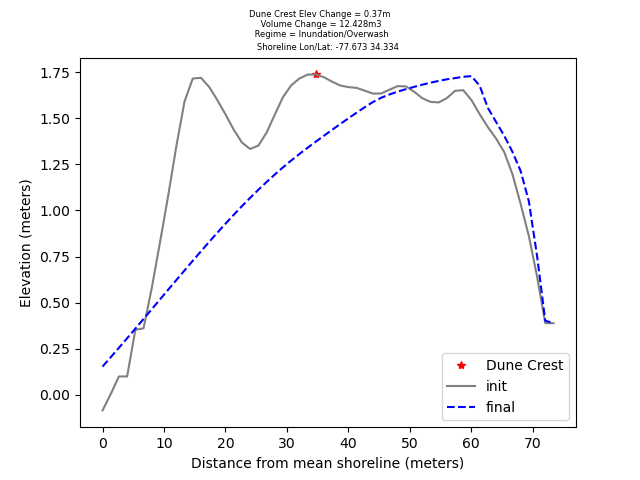 Dune Crest Elev Change = 0.37m
Volume Change = 12.428m3
Regime = Inundation/Overwash
Shoreline Lon/Lat: -77.673 34.334
1.75
1.50
1.25
1.00
0.75
0.50
0.25
0.00
Elevation (meters)
Dune Crest
init
final
0 10 20 30 40 50 60 70
Distance from mean shoreline (meters)